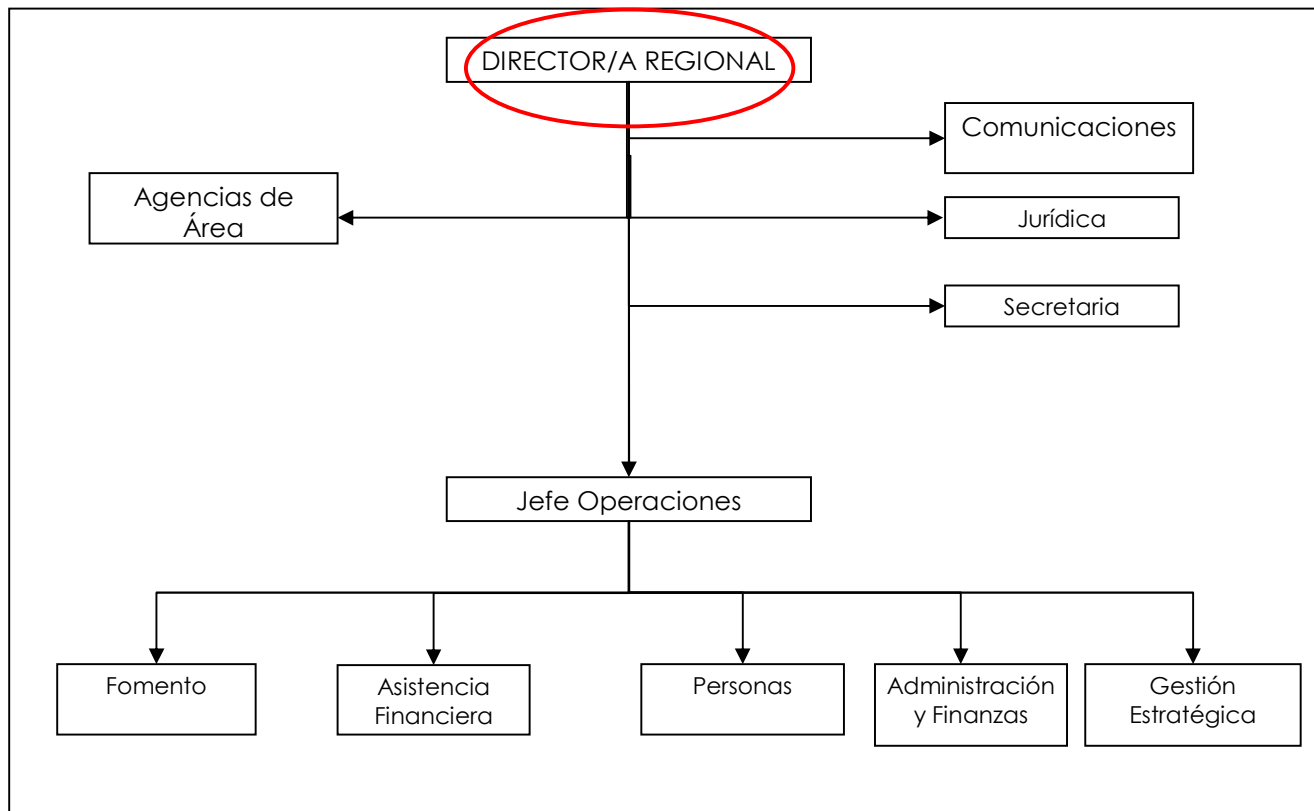 DIRECTOR/A REGIONAL
Comunicaciones
Agencias de
Área
Jurídica
Secretaria
Jefe Operaciones
Fomento
Asistencia
Financiera
Personas
Administración
y Finanzas
Gestión
Estratégica